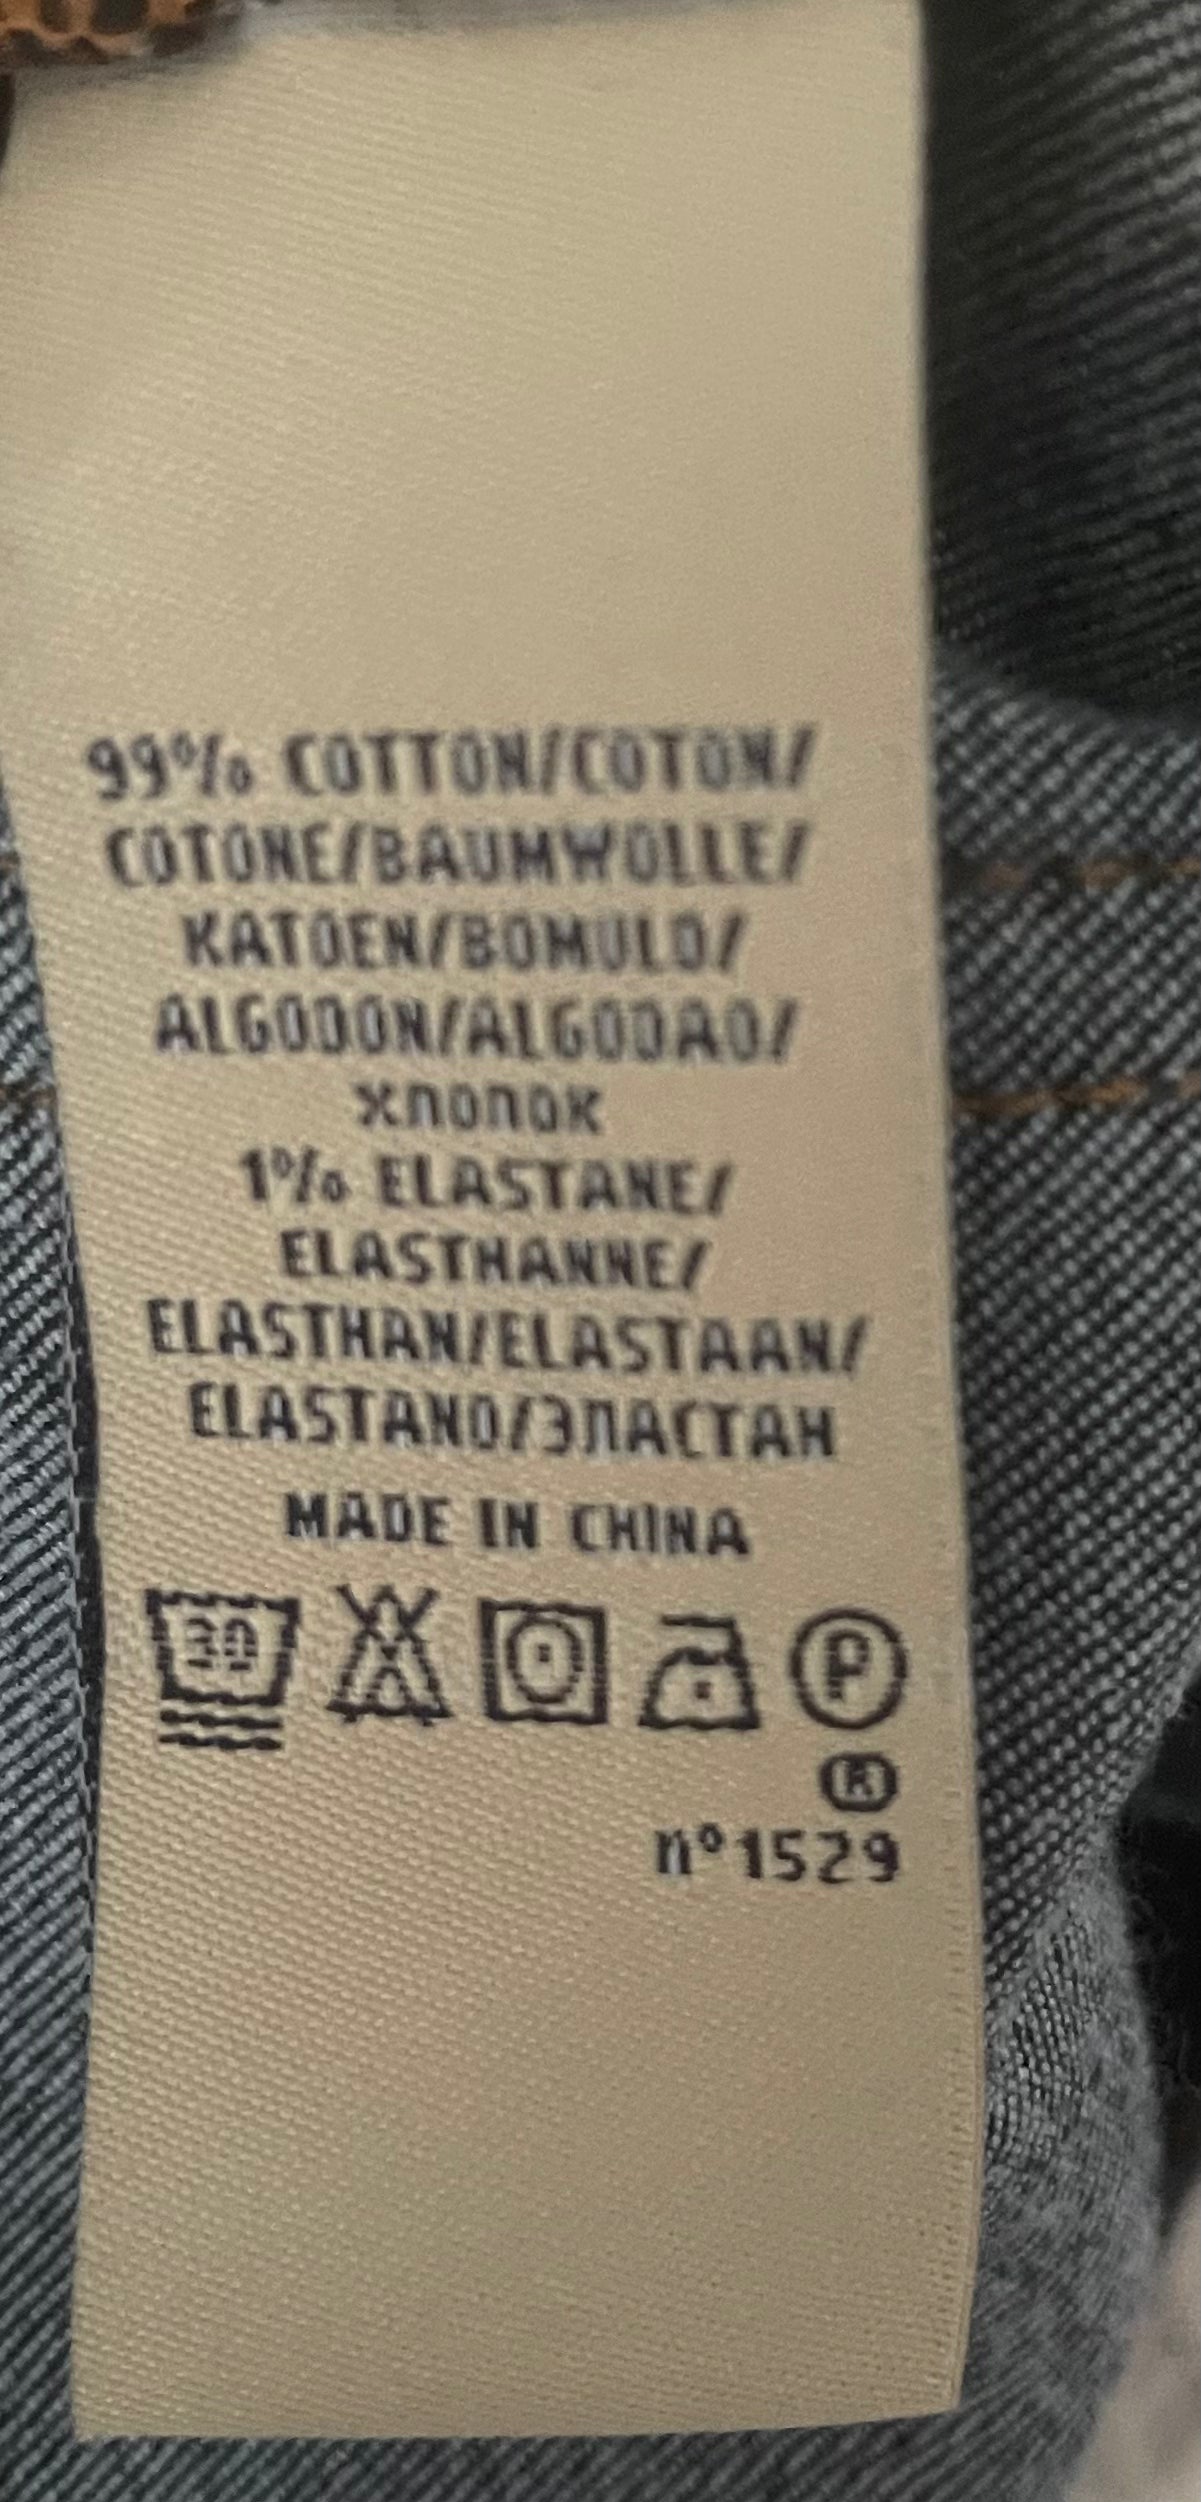 99% COTTON/COTON/
COTONE/BAUMWOLLE/
KATOEN/BOMULD/
ALGODON/ALGODAO/
хлопок
1% ELASTANE/
ELASTHANNE/
ELASTHAN/ELASTAAN/
ELASTANO/ЭЛАСТАН
MADE IN CHINA
30 P
®
n°1529